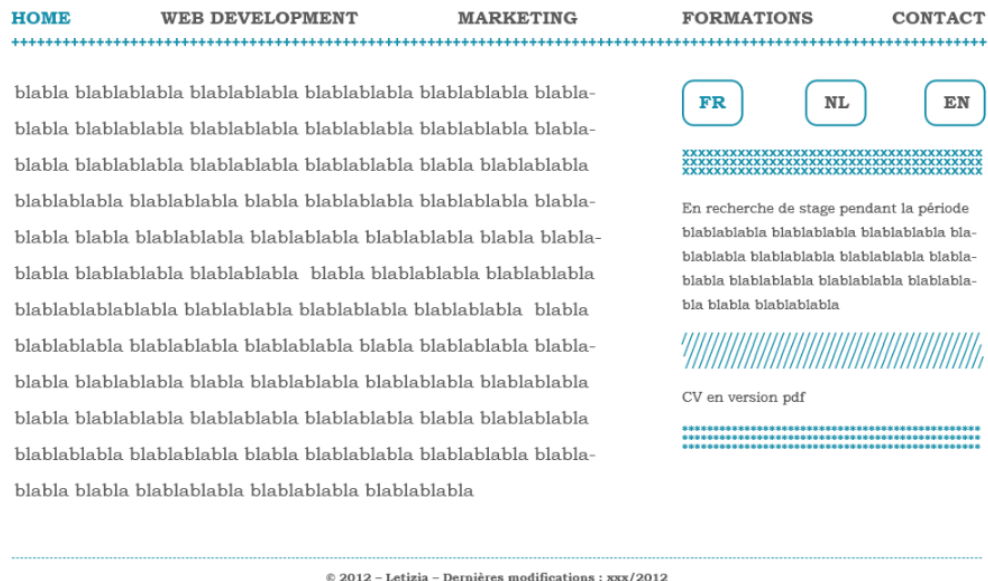 HOME WEB DEVELOPMENT MARKETING FORMATIONS CONTACT
++++++++++++++++++++++++++++++++++++++++++++++++++++++++++++++++++++++++++++++++++++++++++++++++++++++++++++++++++++++++
blabla blablablabla blablablabla blablablabla blablablabla blabla-
blabla blablablabla blablablabla blablablabla blablablabla blabla-
blabla blablablabla blablablabla blablablabla blabla blablablabla
blablablabla blabla blablablabla blablablabla blablablabla blabla-
blabla blabla blablablabla blablablabla blablablabla blabla blabla-
blabla blablablabla blablablabla  blabla blablablabla blablablabla
blablablablablabla blablablabla blablablabla blablablabla  blabla
blablablabla blablablabla blablablabla blabla blablablabla blabla-
blabla blablablabla blabla blablablabla blablablabla blablablabla
blabla blablablabla blablablabla blablablabla blabla blablablabla
blablablabla blablablabla blabla blablablabla blablablabla blabla-
blabla blabla blablablabla blablablabla blablablabla
FR NL EN
xxxxxxxxxxxxxxxxxxxxxxxxxxxxxxxxxxxxx
xxxxxxxxxxxxxxxxxxxxxxxxxxxxxxxxxxxxx
xxxxxxxxxxxxxxxxxxxxxxxxxxxxxxxxxxxxx
En recherche de stage pendant la période
blablablabla blablablabla blablablabla bla-
blablabla blablablabla blablablabla blabla-
blabla blablablabla blablablabla blablabla-
bla blabla blablablabla
///////////////////////////////////////////
CV en version pdf
**************************************************
**************************************************
**************************************************
© 2012 – Letizia – Dernières modifications : xxx/2012